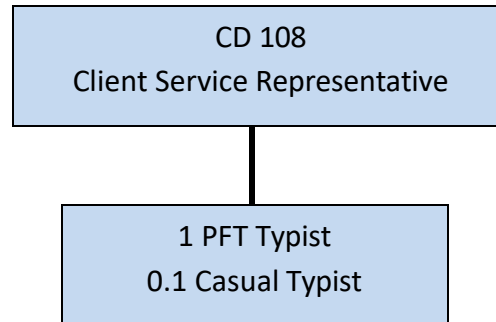 CD 108
Client Service Representative
1 PFT Typist
0.1 Casual Typist